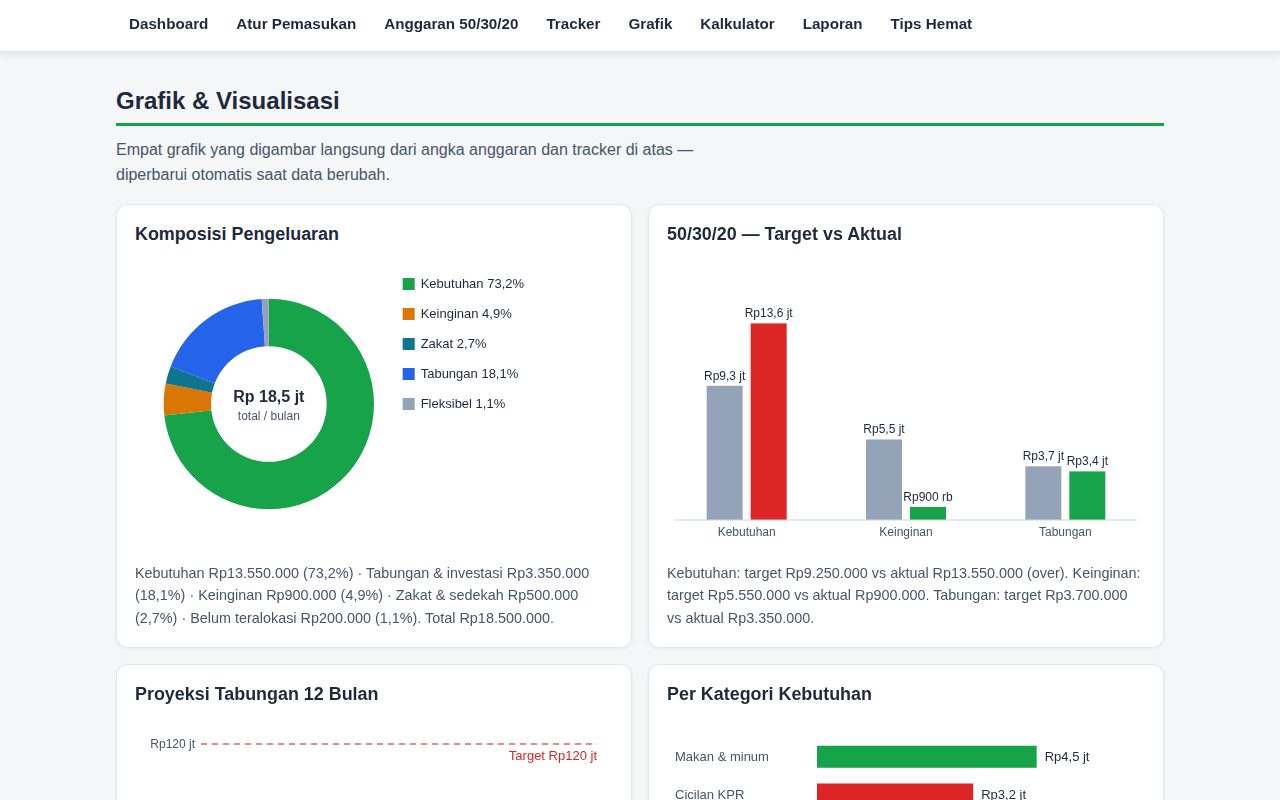 Dashboard Atur Pemasukan Anggaran 50/30/20 Tracker Grafik Kalkulator Laporan Tips Hemat
Grafik & Visualisasi
Empat grafik yang digambar langsung dari angka anggaran dan tracker di atas —
diperbarui otomatis saat data berubah.
Komposisi Pengeluaran
Kebutuhan 73,2%
Keinginan 4,9%
Zakat 2,7%
Tabungan 18,1%
Fleksibel 1,1%
Rp 18,5 jt
total / bulan
Kebutuhan Rp13.550.000 (73,2%) · Tabungan & investasi Rp3.350.000
(18,1%) · Keinginan Rp900.000 (4,9%) · Zakat & sedekah Rp500.000
(2,7%) · Belum teralokasi Rp200.000 (1,1%). Total Rp18.500.000.
50/30/20 — Target vs Aktual
Rp13,6 jt
Rp9,3 jt
Rp5,5 jt
Rp900 rb
Rp3,7 jt
Rp3,4 jt
Kebutuhan
Keinginan
Tabungan
Kebutuhan: target Rp9.250.000 vs aktual Rp13.550.000 (over). Keinginan:
target Rp5.550.000 vs aktual Rp900.000. Tabungan: target Rp3.700.000
vs aktual Rp3.350.000.
Proyeksi Tabungan 12 Bulan
Rp120 jt
Target Rp120 jt
Per Kategori Kebutuhan
Makan & minum Rp4,5 jt
Cicilan KPR Rp3,2 jt